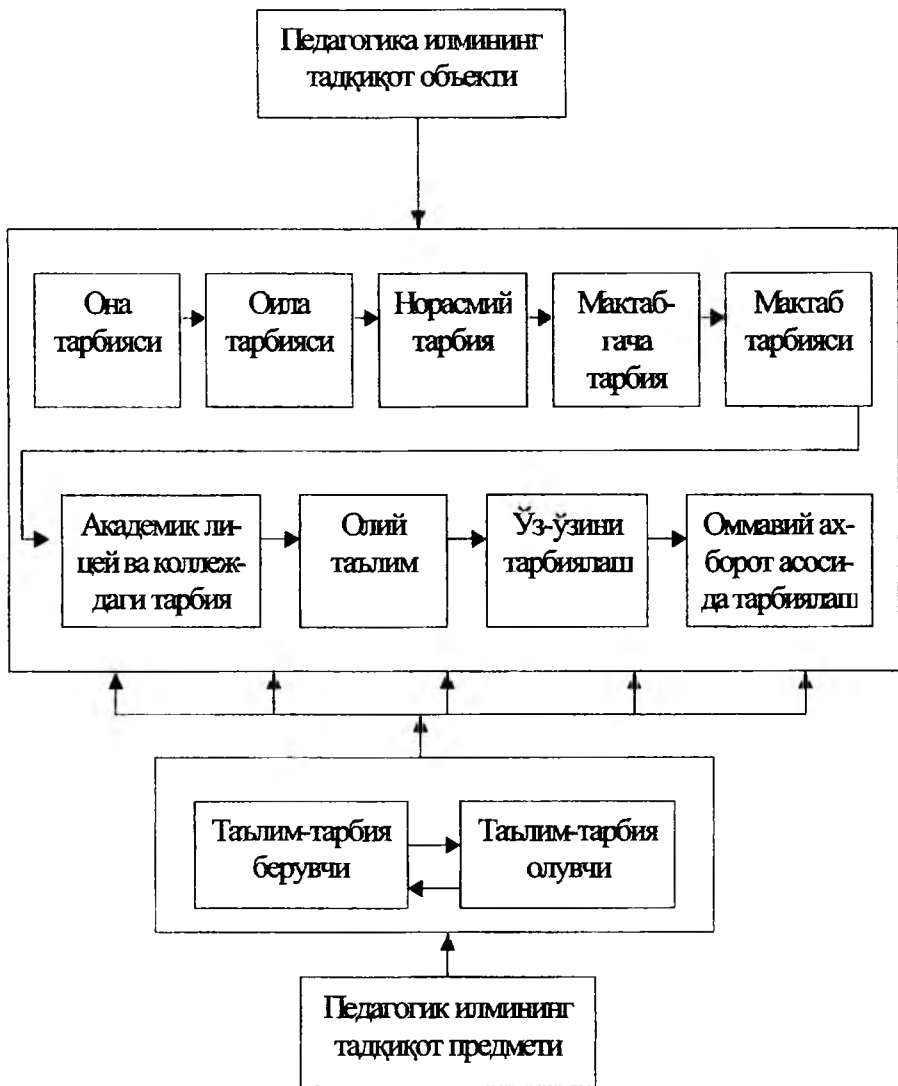 Педагогика илмининг
тадқиқот объекти
Она
тарбияси
Оила
тарбияси
Норасмий
тарбия
Мактаб-
гача
тарбия
Мактаб
тарбияси
Академик ли-
цей ва коллеж-
даги тарбия
Олий
таълим
Ўз-ўзини
тарбиялаш
Оммавий ах-
борот асоси-
да тарбиялаш
Таълим-тарбия
берувчи
Таълим-тарбия
олувчи
Педагогик илмининг
тадқиқот предмети